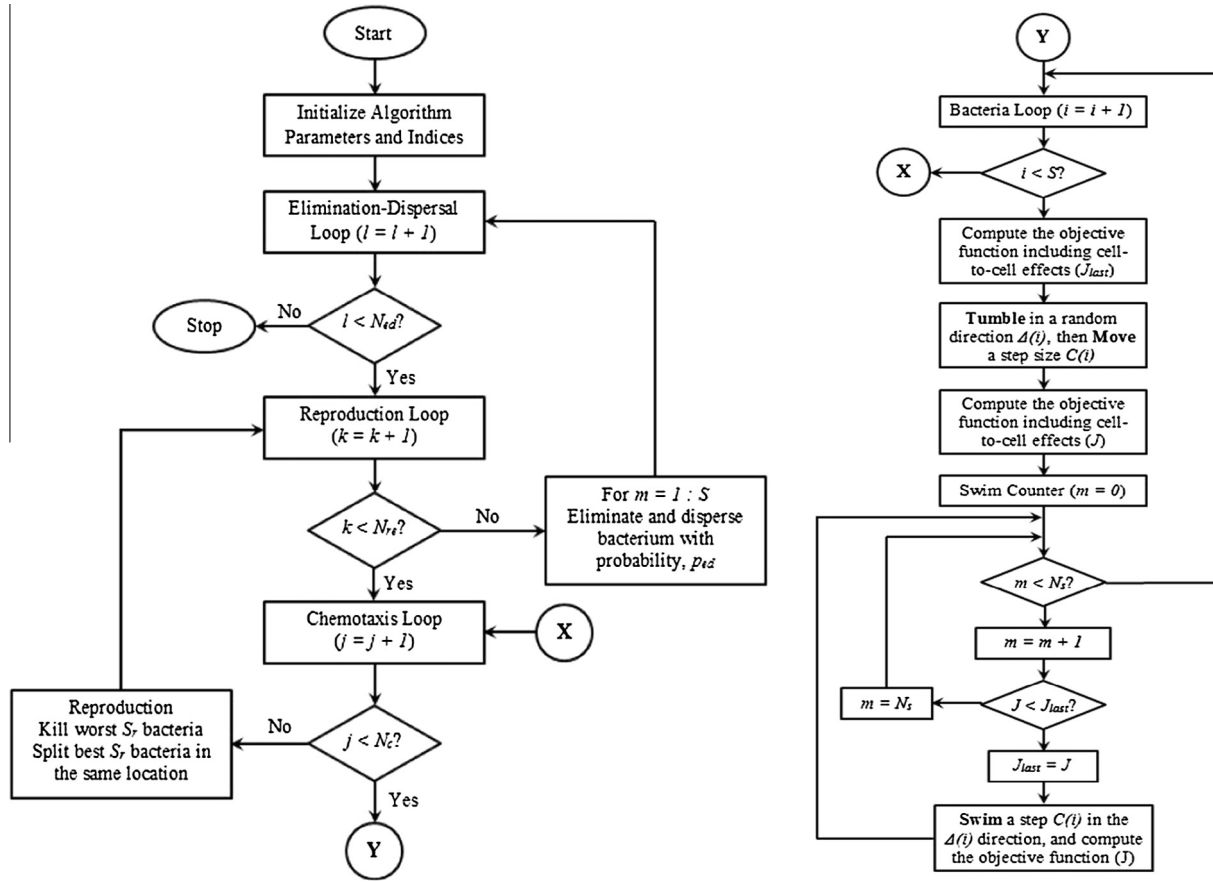 Start
Initialize Algorithm
Parameters and Indices
Elimination-Dispersal
Loop (l = l + 1)
l < Ned?
No
Stop
Yes
Reproduction Loop
(k = k + 1)
k < Nre?
No
For m = 1 : S
Eliminate and disperse
bacterium with
probability, ped
Yes
Chemotaxis Loop
(j = j + 1)
X
j < Nc?
No
Reproduction
Kill worst Sr bacteria
Split best Sr bacteria in
the same location
Yes
Y
Y
Bacteria Loop (i = i + 1)
i < S?
X
Compute the objective
function including cell-
to-cell effects (Jlast)
Tumble in a random
direction Δ(i), then Move
a step size C(i)
Compute the objective
function including cell-
to-cell effects (J)
Swim Counter (m = 0)
m < Ns?
m = m + 1
J < Jlast?
m = Ns
Jlast = J
Swim a step C(i) in the
Δ(i) direction, and compute
the objective function (J)